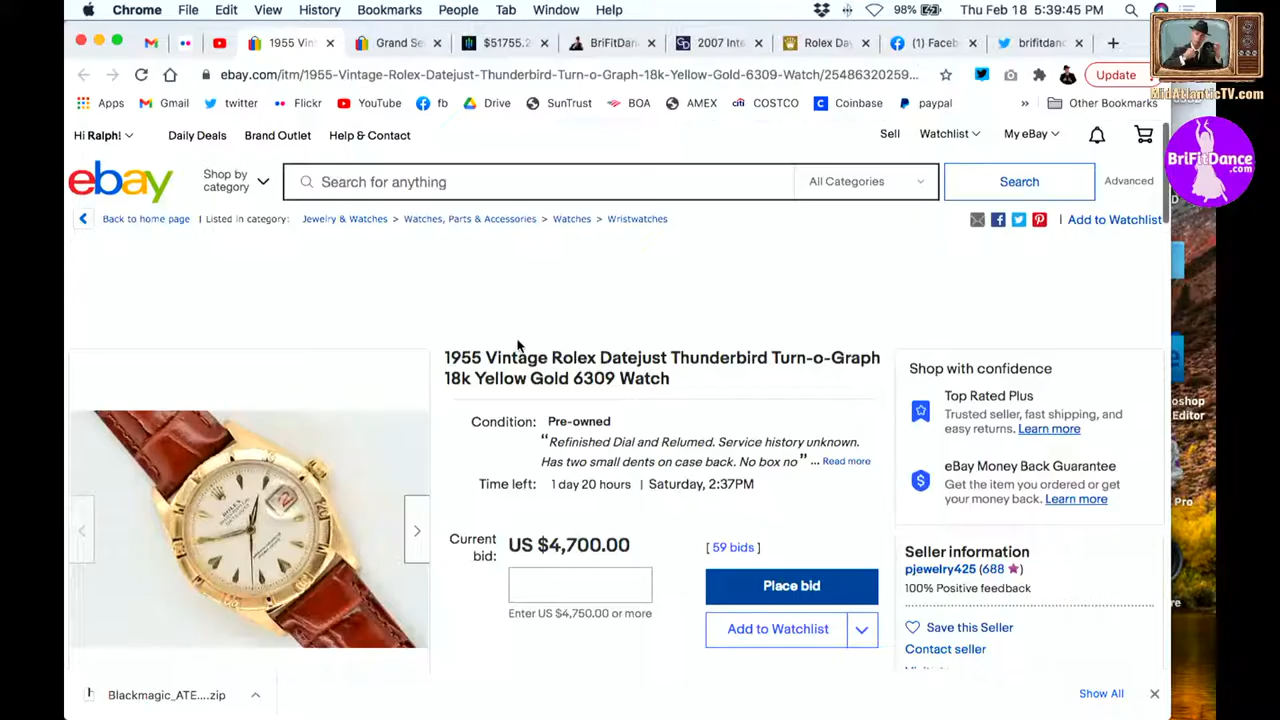 Chrome File Edit View History Bookmarks People Tab Window Help 98% Thu Feb 18 5:39:45 PM
1955 Vin Grand Se $51755.2 BriFitDan 2007 Inte Rolex Day (1) Faceb brifitdanc
ebay.com/itm/1955-Vintage-Rolex-Datejust-Thunderbird-Turn-o-Graph-18k-Yellow-Gold-6309-Watch/25486320259... Update
MidAtlanticTV.com
Apps Gmail twitter Flickr YouTube fb Drive SunTrust BOA AMEX COSTCO Coinbase paypal » Other Bookmarks
Hi Ralph! Daily Deals Brand Outlet Help & Contact Sell Watchlist My eBay
BriFitDance
.com
ebay Shop by category Search for anything All Categories Search Advanced
Back to home page | Listed in category: Jewelry & Watches > Watches, Parts & Accessories > Watches > Wristwatches | Add to Watchlist
1955 Vintage Rolex Datejust Thunderbird Turn-o-Graph
18k Yellow Gold 6309 Watch
Condition: Pre-owned
“Refinished Dial and Relumed. Service history unknown.
Has two small dents on case back. No box no” ... Read more
Time left: 1 day 20 hours | Saturday, 2:37PM
Current bid: US $4,700.00 [ 59 bids ]
Place bid
Enter US $4,750.00 or more
Add to Watchlist
Shop with confidence
Top Rated Plus
Trusted seller, fast shipping, and
easy returns. Learn more
eBay Money Back Guarantee
Get the item you ordered or get
your money back. Learn more
Seller information
pjewelry425 (688 ★)
100% Positive feedback
Save this Seller
Contact seller
oshop
Editor
Pro
re
Blackmagic_ATE....zip Show All